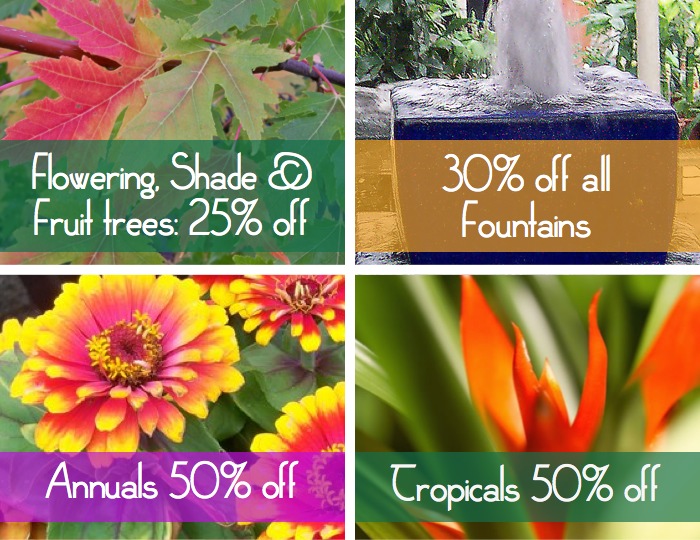 Flowering, Shade &
Fruit trees: 25% off
30% off all
Fountains
Annuals 50% off
Tropicals 50% off